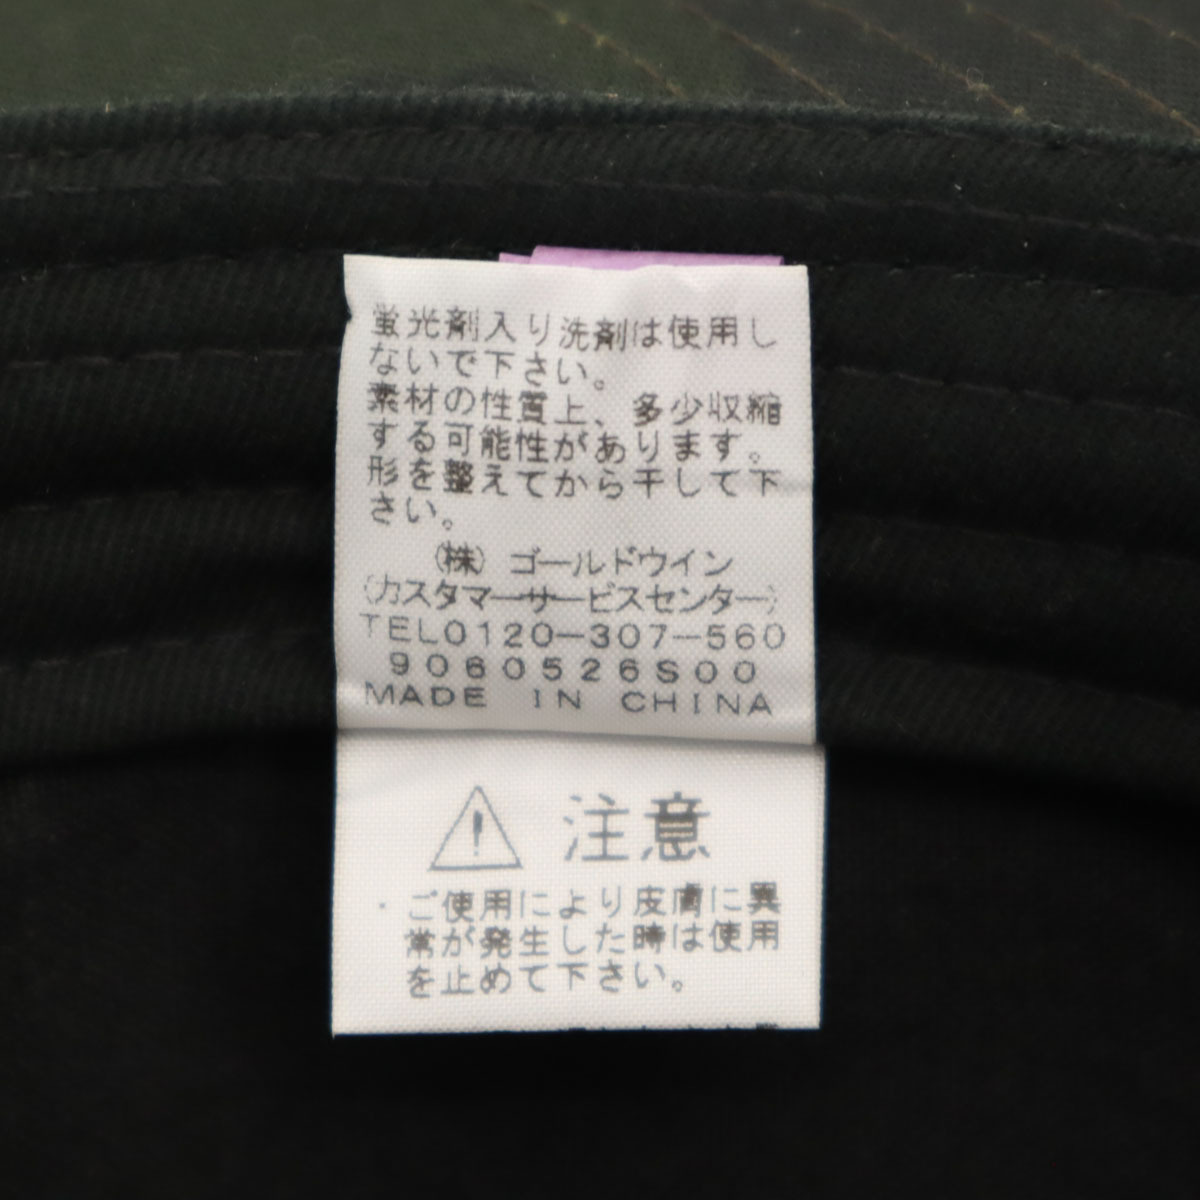 蛍光剤入り洗剤は使用し
ないで下さい。
素材の性質上、多少収縮
する可能性があります。
形を整えてから干して下
さい。
(株)ゴールドウイン
(カスタマーサービスセンター)
TEL0120-307-560
9060526S00
MADE IN CHINA
注意
・ご使用により皮膚に異
常が発生した時は使用
を止めて下さい。